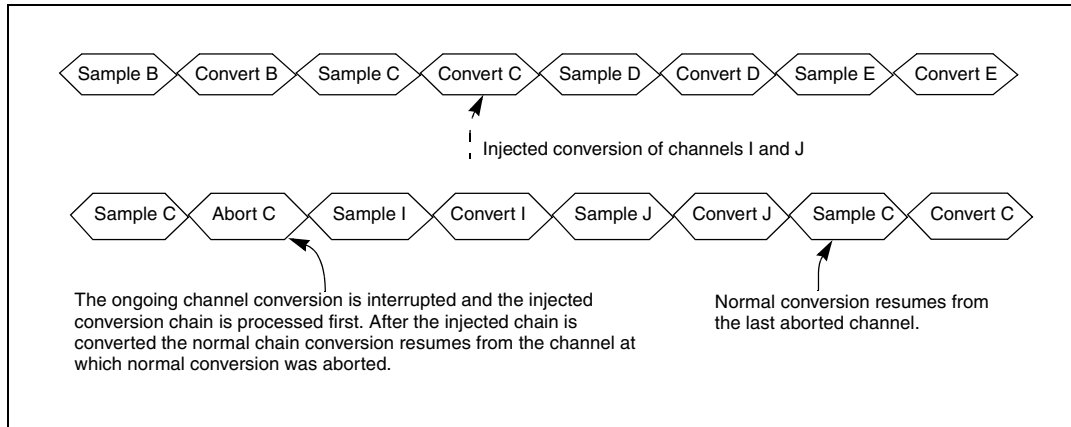 Sample B Convert B Sample C Convert C Sample D Convert D Sample E Convert E
Injected conversion of channels I and J
Sample C Abort C Sample I Convert I Sample J Convert J Sample C Convert C
The ongoing channel conversion is interrupted and the injected
conversion chain is processed first. After the injected chain is
converted the normal chain conversion resumes from the channel at
which normal conversion was aborted.
Normal conversion resumes from
the last aborted channel.